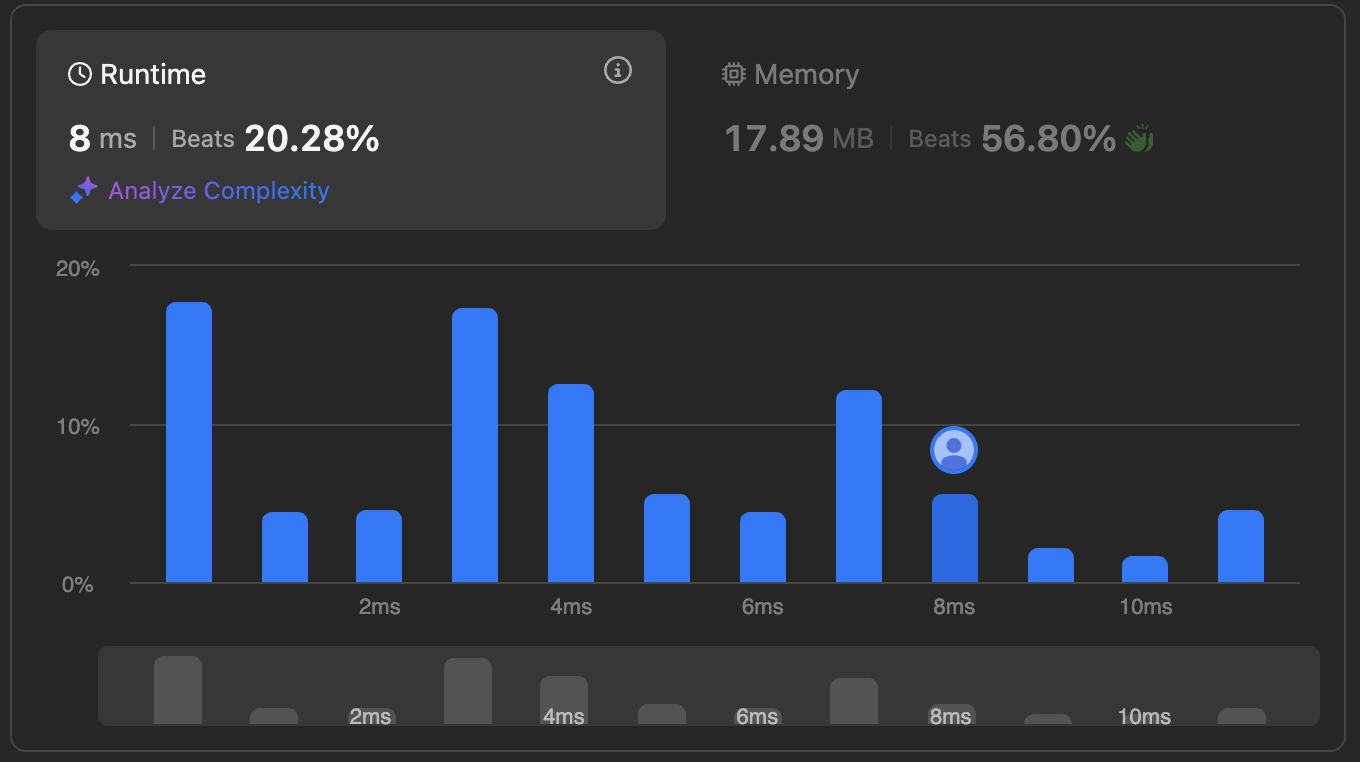 Runtime
8 ms | Beats 20.28%
Analyze Complexity
Memory
17.89 MB | Beats 56.80%
20%
10%
0%
2ms 4ms 6ms 8ms 10ms
2ms 4ms 6ms 8ms 10ms